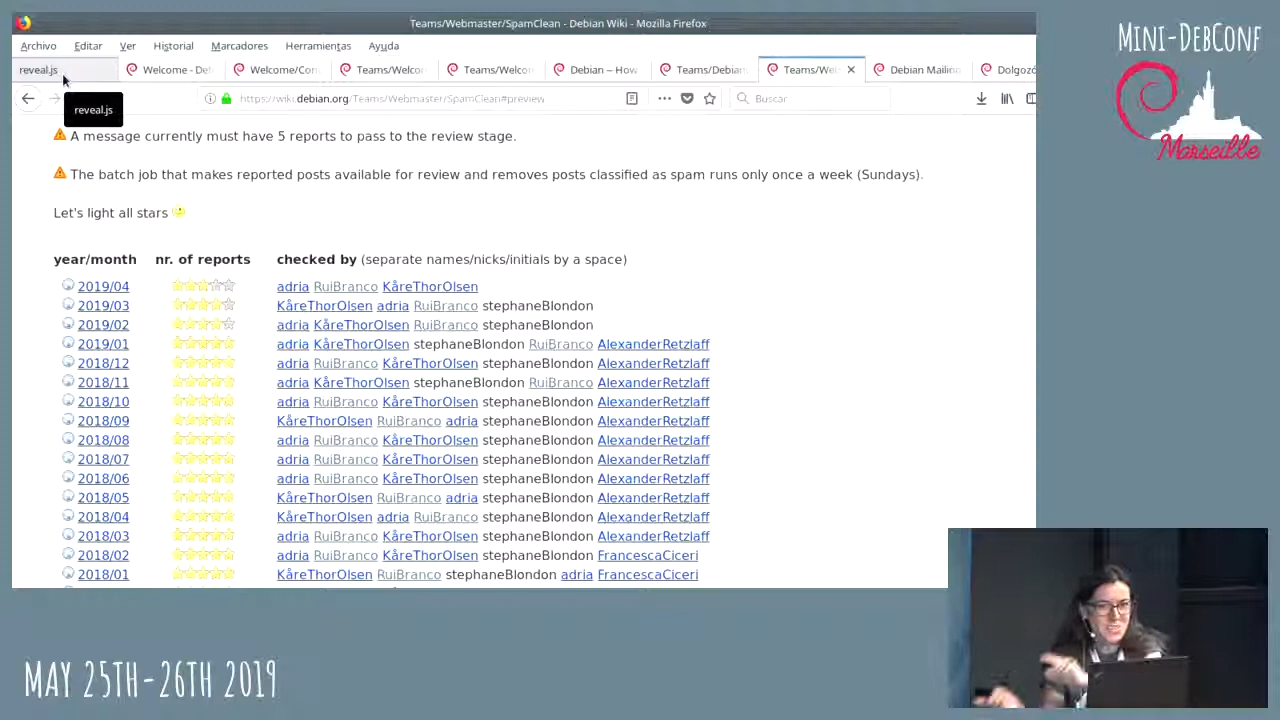 Teams/Webmaster/SpamClean - Debian Wiki - Mozilla Firefox
Archivo Editar Ver Historial Marcadores Herramientas Ayuda
reveal.js Welcome - Del Welcome/Con Teams/Welco Teams/Welcor Debian – How Teams/Debian Teams/We Debian Mailing Dolgozó
https://wiki.debian.org/Teams/Webmaster/SpamClean#preview Buscar
reveal.js
A message currently must have 5 reports to pass to the review stage.
The batch job that makes reported posts available for review and removes posts classified as spam runs only once a week (Sundays).
Let's light all stars
year/month nr. of reports checked by (separate names/nicks/initials by a space)
2019/04 adria RuiBranco KåreThorOlsen
2019/03 KåreThorOlsen adria RuiBranco stephaneBlondon
2019/02 adria KåreThorOlsen RuiBranco stephaneBlondon
2019/01 adria KåreThorOlsen stephaneBlondon RuiBranco AlexanderRetzlaff
2018/12 adria RuiBranco KåreThorOlsen stephaneBlondon AlexanderRetzlaff
2018/11 adria KåreThorOlsen stephaneBlondon RuiBranco AlexanderRetzlaff
2018/10 adria RuiBranco KåreThorOlsen stephaneBlondon AlexanderRetzlaff
2018/09 KåreThorOlsen RuiBranco adria stephaneBlondon AlexanderRetzlaff
2018/08 adria RuiBranco KåreThorOlsen stephaneBlondon AlexanderRetzlaff
2018/07 adria RuiBranco KåreThorOlsen stephaneBlondon AlexanderRetzlaff
2018/06 adria RuiBranco KåreThorOlsen stephaneBlondon AlexanderRetzlaff
2018/05 KåreThorOlsen RuiBranco adria stephaneBlondon AlexanderRetzlaff
2018/04 KåreThorOlsen adria RuiBranco stephaneBlondon AlexanderRetzlaff
2018/03 adria RuiBranco KåreThorOlsen stephaneBlondon AlexanderRetzlaff
2018/02 adria RuiBranco KåreThorOlsen stephaneBlondon FrancescaCiceri
2018/01 KåreThorOlsen RuiBranco stephaneBlondon adria FrancescaCiceri
Mini-DebConf
Marseille
May 25th-26th 2019